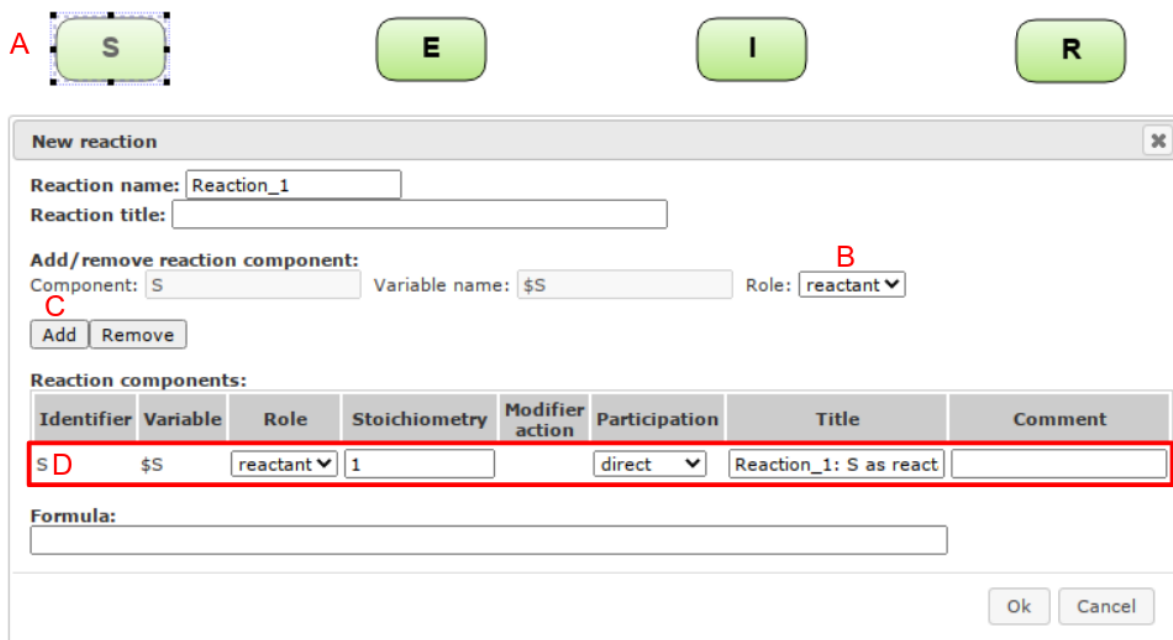 A S E I R
New reaction
Reaction name: Reaction_1
Reaction title:
Add/remove reaction component: B
Component: S Variable name: $S Role: reactant
C
Add Remove
Reaction components:
Identifier Variable Role Stoichiometry Modifier action Participation Title Comment
S D $S reactant 1 direct Reaction_1: S as react
Formula:
Ok Cancel